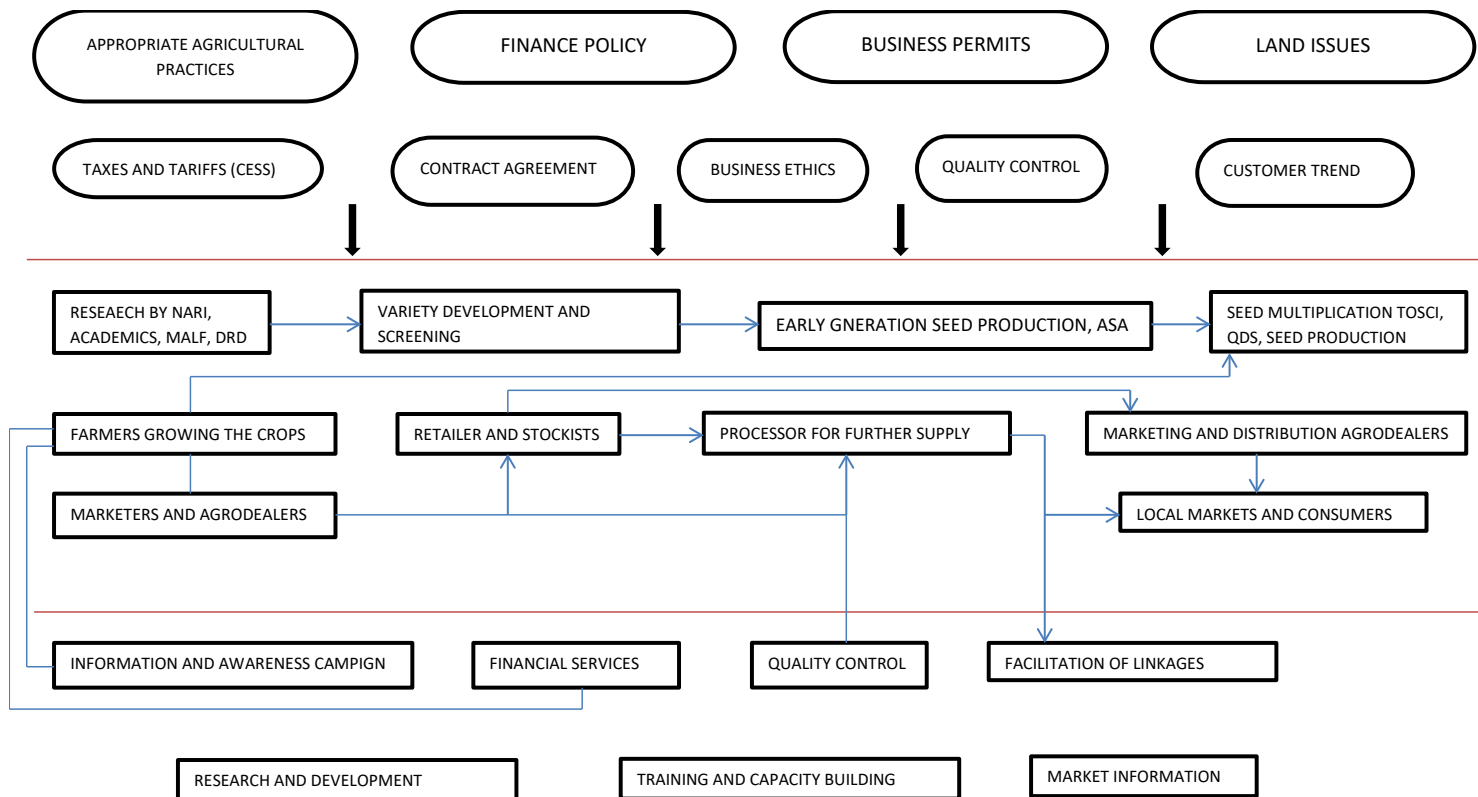 APPROPRIATE AGRICULTURAL
PRACTICES
FINANCE POLICY
BUSINESS PERMITS
LAND ISSUES
TAXES AND TARIFFS (CESS)
CONTRACT AGREEMENT
BUSINESS ETHICS
QUALITY CONTROL
CUSTOMER TREND
RESEAECH BY NARI,
ACADEMICS, MALF, DRD
VARIETY DEVELOPMENT AND
SCREENING
EARLY GNERATION SEED PRODUCTION, ASA
SEED MULTIPLICATION TOSCI,
QDS, SEED PRODUCTION
FARMERS GROWING THE CROPS
RETAILER AND STOCKISTS
PROCESSOR FOR FURTHER SUPPLY
MARKETING AND DISTRIBUTION AGRODEALERS
MARKETERS AND AGRODEALERS
LOCAL MARKETS AND CONSUMERS
INFORMATION AND AWARENESS CAMPIGN
FINANCIAL SERVICES
QUALITY CONTROL
FACILITATION OF LINKAGES
RESEARCH AND DEVELOPMENT
TRAINING AND CAPACITY BUILDING
MARKET INFORMATION